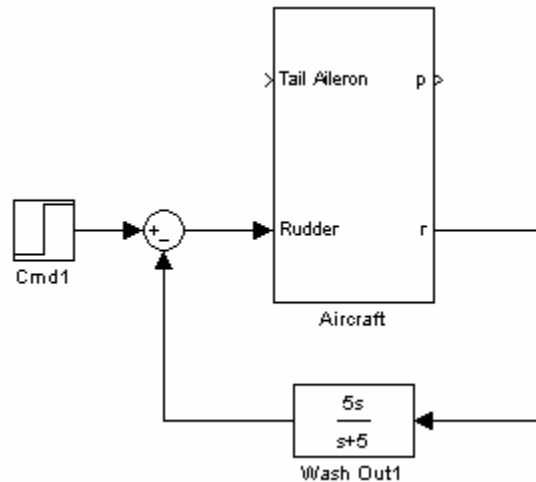 Tail Aileron p
+
−
Rudder r
Cmd1
Aircraft
5s
s+5
Wash Out1